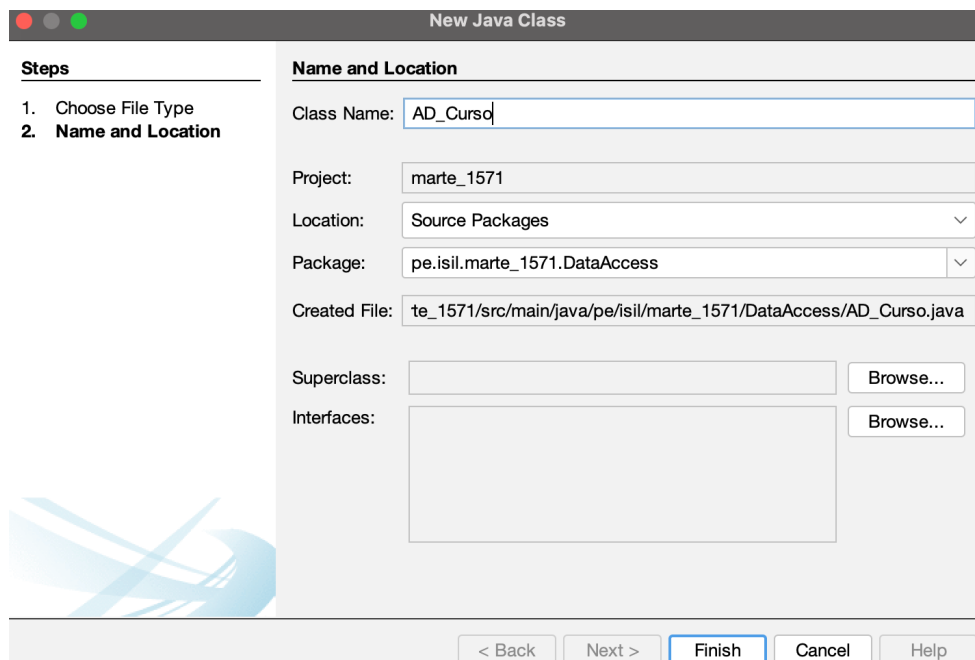 New Java Class
Steps
1. Choose File Type
2. Name and Location
Name and Location
Class Name: AD_Curso
Project: marte_1571
Location: Source Packages
Package: pe.isil.marte_1571.DataAccess
Created File: te_1571/src/main/java/pe/isil/marte_1571/DataAccess/AD_Curso.java
Superclass: Browse...
Interfaces: Browse...
< Back Next > Finish Cancel Help